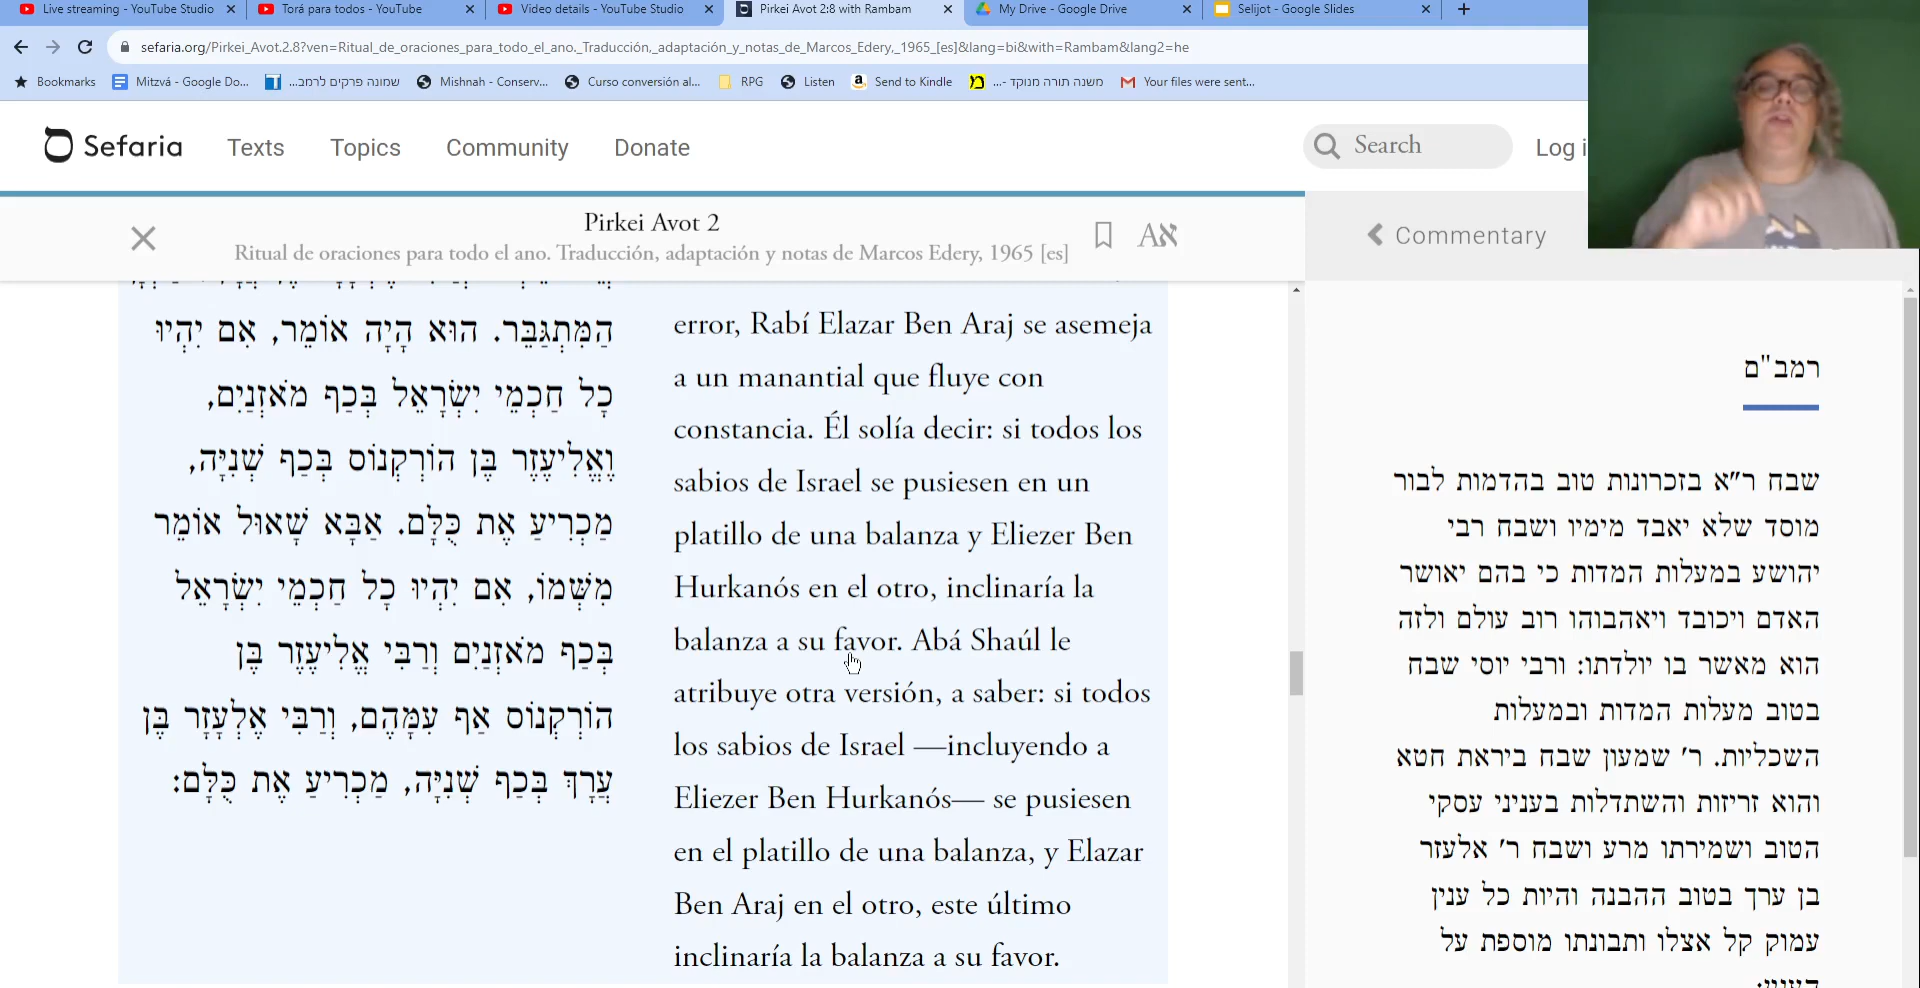 Live streaming - YouTube Studio
Torá para todos - YouTube
Video details - YouTube Studio
Pirkei Avot 2:8 with Rambam
My Drive - Google Drive
Selijot - Google Slides
sefaria.org/Pirkei_Avot.2.8?ven=Ritual_de_oraciones_para_todo_el_ano._Traducción,_adaptación_y_notas_de_Marcos_Edery,_1965_[es]&lang=bi&with=Rambam&lang2=he
Bookmarks
Mitzvá - Google Do...
שמונה פרקים לרמב...
Mishnah - Conserv...
Curso conversión al...
RPG
Listen
Send to Kindle
משנה תורה מנוקד -...
Your files were sent...
Sefaria
Texts
Topics
Community
Donate
Search
Log i
Pirkei Avot 2
Ritual de oraciones para todo el ano. Traducción, adaptación y notas de Marcos Edery, 1965 [es]
Aא
Commentary
הַמִּתְגַּבֵּר. הוּא הָיָה אוֹמֵר, אִם יִהְיוּ
כָל חַכְמֵי יִשְׂרָאֵל בְּכַף מֹאזְנַיִם,
וֶאֱלִיעֶזֶר בֶּן הוֹרְקְנוֹס בְּכַף שְׁנִיָּה,
מַכְרִיעַ אֶת כֻּלָּם. אַבָּא שָׁאוּל אוֹמֵר
מִשְּׁמוֹ, אִם יִהְיוּ כָל חַכְמֵי יִשְׂרָאֵל
בְּכַף מֹאזְנַיִם וְרַבִּי אֱלִיעֶזֶר בֶּן
הוֹרְקְנוֹס אַף עִמָּהֶם, וְרַבִּי אֶלְעָזָר בֶּן
עֲרָךְ בְּכַף שְׁנִיָּה, מַכְרִיעַ אֶת כֻּלָּם:
error, Rabí Elazar Ben Araj se asemeja
a un manantial que fluye con
constancia. Él solía decir: si todos los
sabios de Israel se pusiesen en un
platillo de una balanza y Eliezer Ben
Hurkanós en el otro, inclinaría la
balanza a su favor. Abá Shaúl le
atribuye otra versión, a saber: si todos
los sabios de Israel —incluyendo a
Eliezer Ben Hurkanós— se pusiesen
en el platillo de una balanza, y Elazar
Ben Araj en el otro, este último
inclinaría la balanza a su favor.
רמב"ם
שבח ר"א בזכרונות טוב בהדמות לבור
מוסד שלא יאבד מימיו ושבח רבי
יהושע במעלות המדות כי בהם יאושר
האדם ויכובד ויאהבוהו רוב עולם ולזה
הוא מאשר בו יולדתו: ורבי יוסי שבח
בטוב מעלות המדות ובמעלות
השכליות. ר' שמעון שבח ביראת חטא
והוא זריזות והשתדלות בעניני עסקי
הטוב ושמירתו מרע ושבח ר' אלעזר
בן ערך בטוב ההבנה והיות כל ענין
עמוק קל אצלו ותבונתו מוספת על